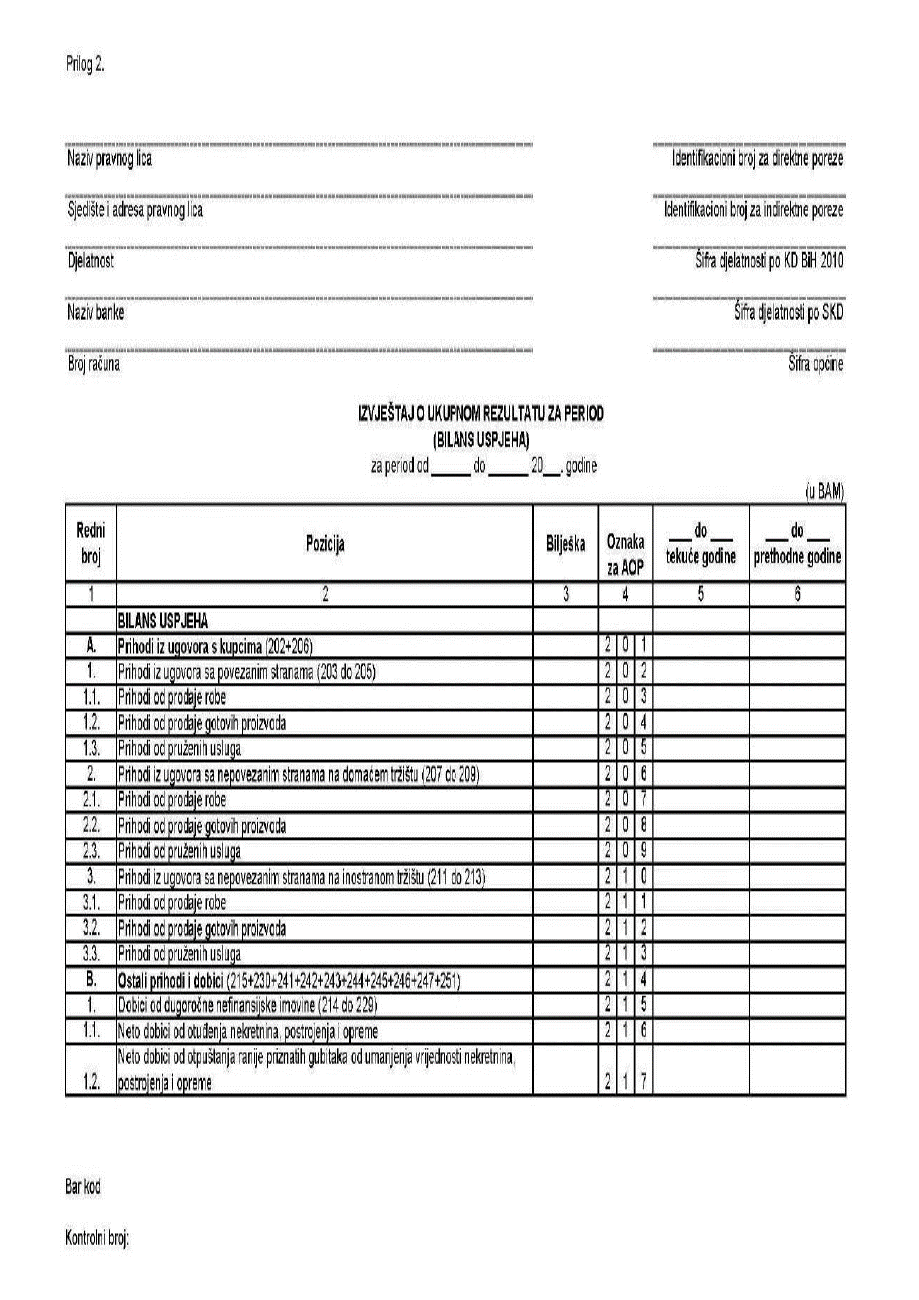 Prilog 2.
Naziv pravnog lica
Identifikacioni broj za direktne poreze
Sjedište i adresa pravnog lica
Identifikacioni broj za indirektne poreze
Djelatnost
Šifra djelatnosti po KD BiH 2010
Naziv banke
Šifra djelatnosti po SKD
Broj računa
Šifra općine
IZVJEŠTAJ O UKUPNOM REZULTATU ZA PERIOD
(BILANS USPJEHA)
za period od ______ do ______ 20___. godine
(u BAM)
Redni broj | Pozicija | Bilješka | Oznaka za AOP | ___ do ___ tekuće godine | ___ do ___ prethodne godine
1 2 3 4 5 6
BILANS USPJEHA
A. Prihodi iz ugovora s kupcima (202+206) 2 0 1
1. Prihodi iz ugovora sa povezanim stranama (203 do 205) 2 0 2
1.1. Prihodi od prodaje robe 2 0 3
1.2. Prihodi od prodaje gotovih proizvoda 2 0 4
1.3. Prihodi od pruženih usluga 2 0 5
2. Prihodi iz ugovora sa nepovezanim stranama na domaćem tržištu (207 do 209) 2 0 6
2.1. Prihodi od prodaje robe 2 0 7
2.2. Prihodi od prodaje gotovih proizvoda 2 0 8
2.3. Prihodi od pruženih usluga 2 0 9
3. Prihodi iz ugovora sa nepovezanim stranama na inostranom tržištu (211 do 213) 2 1 0
3.1. Prihodi od prodaje robe 2 1 1
3.2. Prihodi od prodaje gotovih proizvoda 2 1 2
3.3. Prihodi od pruženih usluga 2 1 3
B. Ostali prihodi i dobici (215+230+241+242+243+244+245+246+247+251) 2 1 4
1. Dobici od dugoročne nefinansijske imovine (214 do 229) 2 1 5
1.1. Neto dobici od otuđenja nekretnina, postrojenja i opreme 2 1 6
Neto dobici od otpuštanja ranije priznatih gubitaka od umanjenja vrijednosti nekretnina,
1.2. postrojenja i opreme 2 1 7
Bar kod
Kontrolni broj: